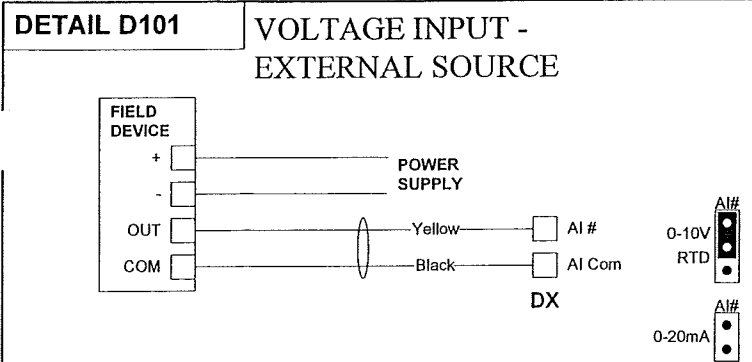 DETAIL D101
VOLTAGE INPUT -
EXTERNAL SOURCE
FIELD
DEVICE
+
-
OUT
COM
POWER
SUPPLY
Yellow
Black
AI #
AI Com
DX
AI#
0-10V
RTD
AI#
0-20mA